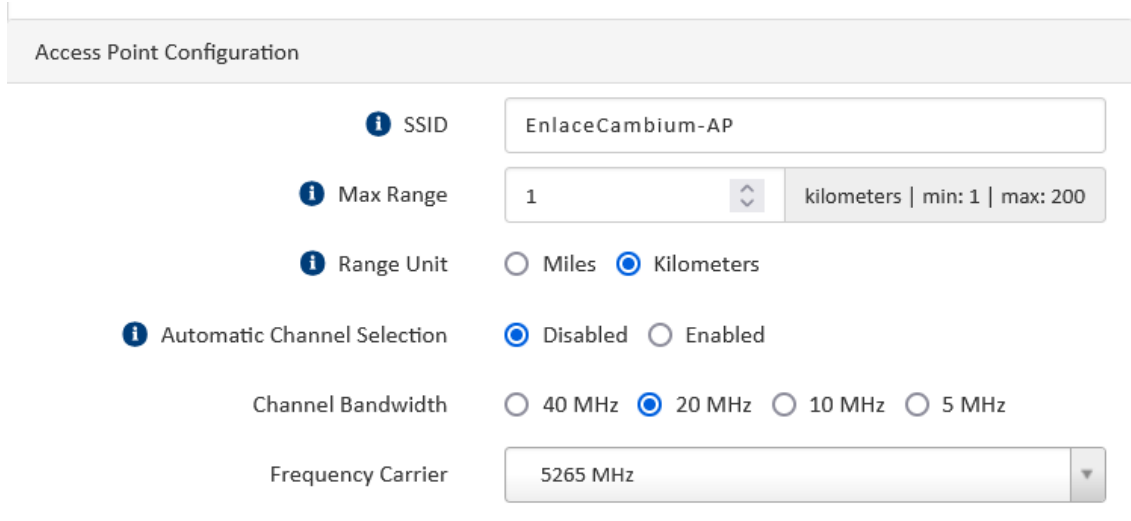 Access Point Configuration
SSID EnlaceCambium-AP
Max Range 1 kilometers | min: 1 | max: 200
Range Unit Miles Kilometers
Automatic Channel Selection Disabled Enabled
Channel Bandwidth 40 MHz 20 MHz 10 MHz 5 MHz
Frequency Carrier 5265 MHz